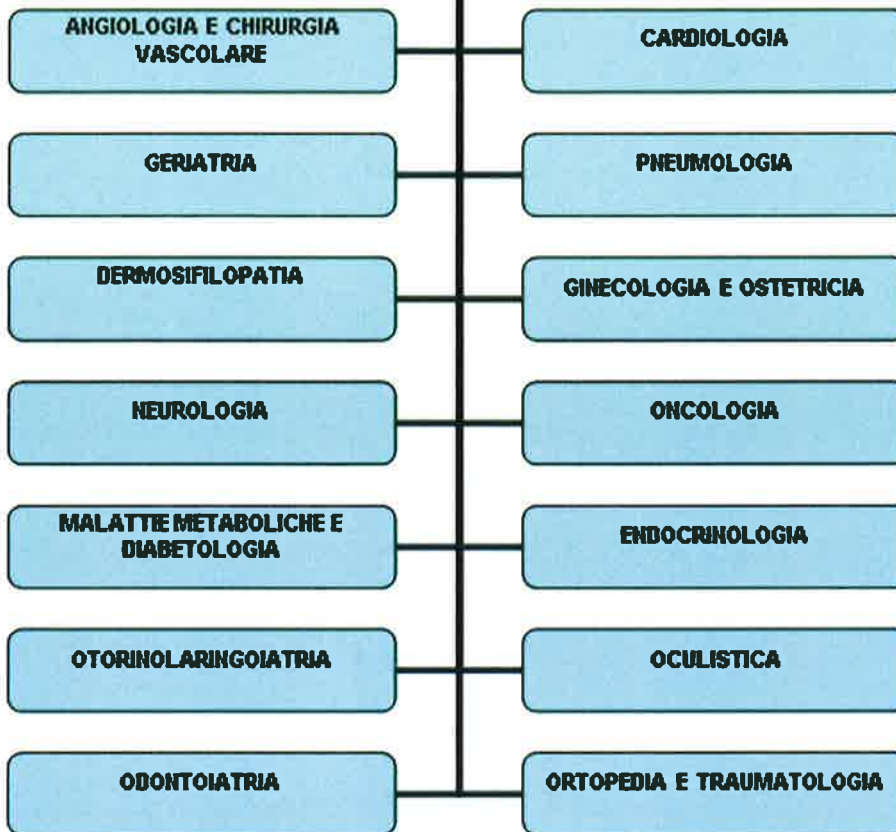 ANGIOLOGIA E CHIRURGIA
VASCOLARE
CARDIOLOGIA
GERIATRIA
PNEUMOLOGIA
DERMOSIFILOPATIA
GINECOLOGIA E OSTETRICIA
NEUROLOGIA
ONCOLOGIA
MALATTIE METABOLICHE E
DIABETOLOGIA
ENDOCRINOLOGIA
OTORINOLARINGOIATRIA
OCULISTICA
ODONTOIATRIA
ORTOPEDIA E TRAUMATOLOGIA